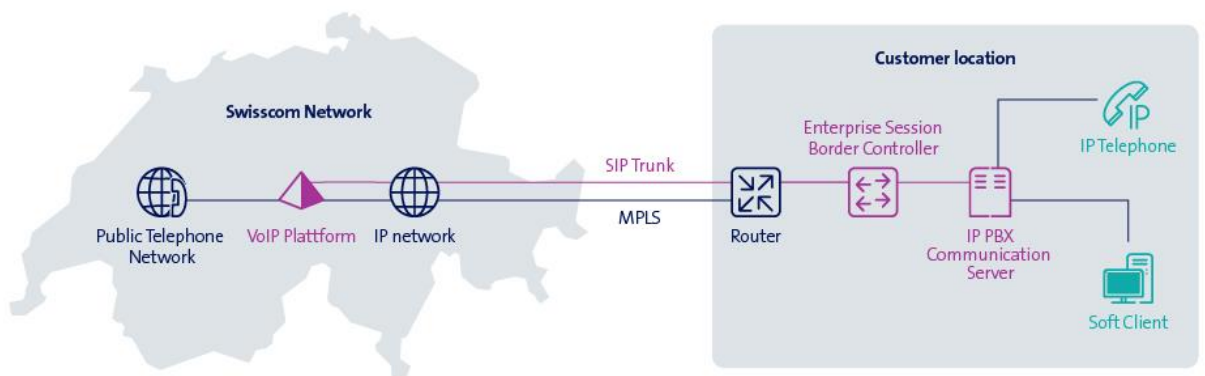 Customer location
Swisscom Network
Enterprise Session
Border Controller
IP
IP Telephone
SIP Trunk
MPLS
Public Telephone
Network
VoIP Plattform
IP network
Router
IP PBX
Communication
Server
Soft Client